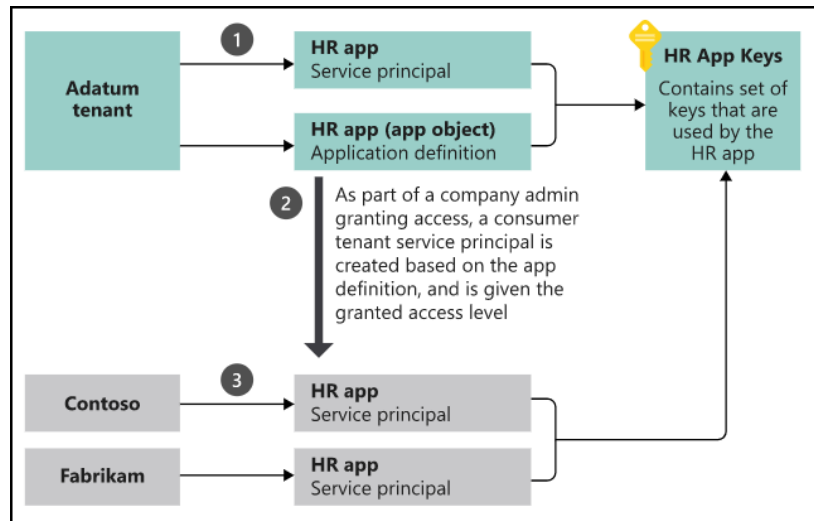 1
HR app
Service principal
Adatum
tenant
HR app (app object)
Application definition
HR App Keys
Contains set of
keys that are
used by the
HR app
2
As part of a company admin
granting access, a consumer
tenant service principal is
created based on the app
definition, and is given the
granted access level
3
Contoso
HR app
Service principal
Fabrikam
HR app
Service principal